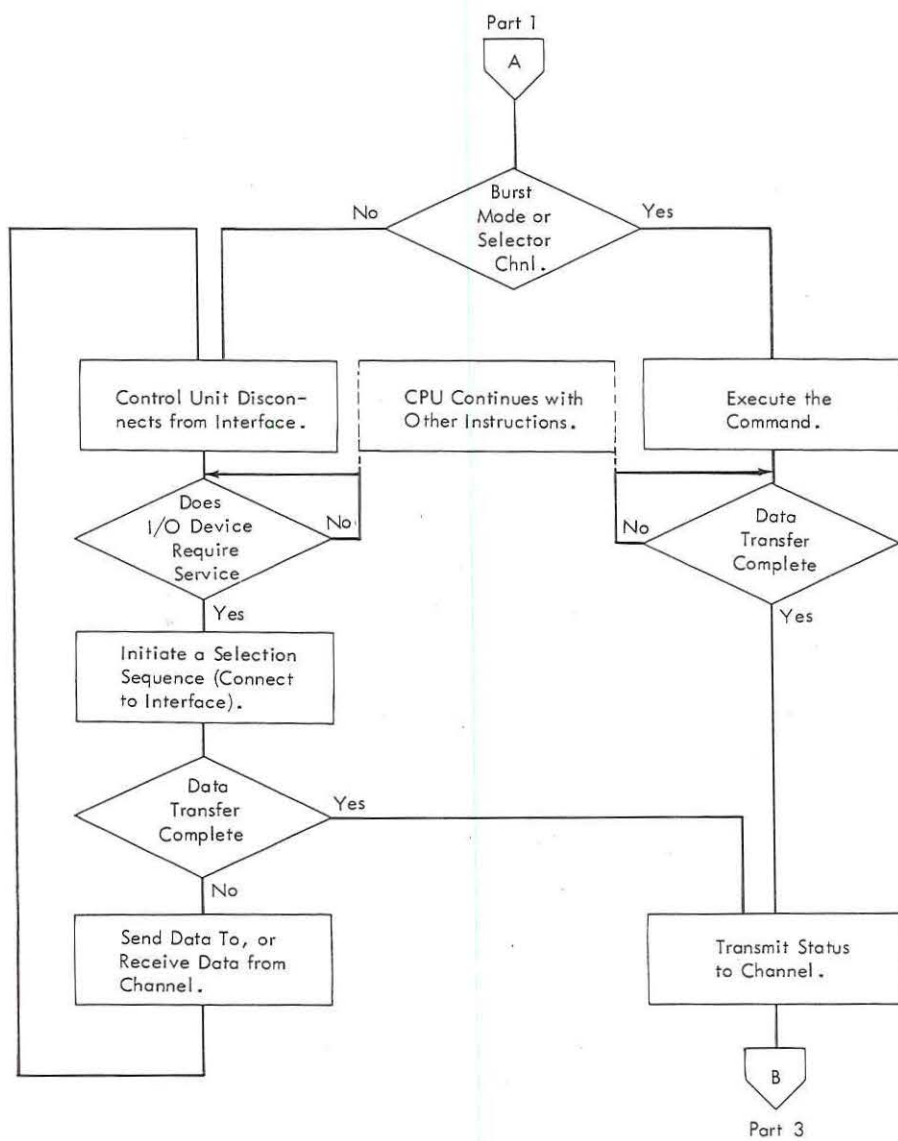 Part 1
A
Burst
Mode or
Selector
Chnl.
No
Yes
Control Unit Discon-
nects from Interface.
CPU Continues with
Other Instructions.
Execute the
Command.
Does
I/O Device
Require
Service
No
No
Data
Transfer
Complete
Yes
Yes
Initiate a Selection
Sequence (Connect
to Interface).
Data
Transfer
Complete
Yes
No
Send Data To, or
Receive Data from
Channel.
Transmit Status
to Channel.
B
Part 3